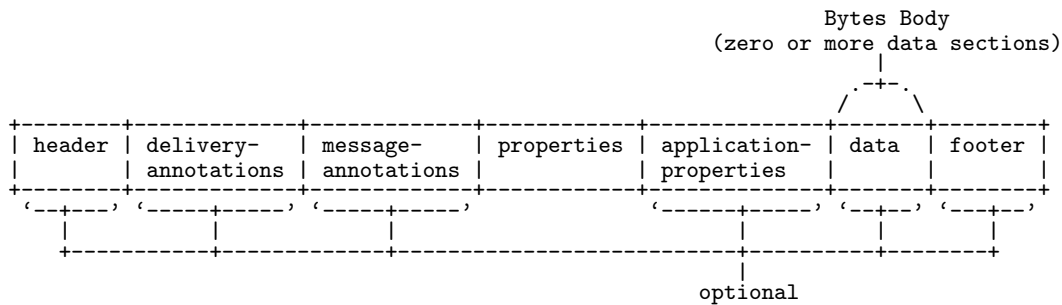 Bytes Body
(zero or more data sections)
header delivery- message- properties application- data footer
annotations annotations properties
optional